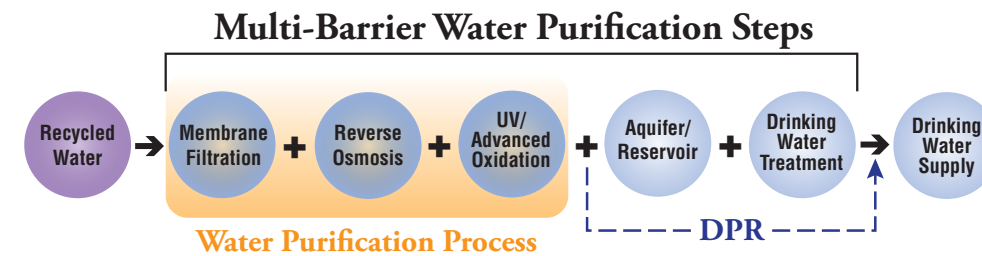 Multi-Barrier Water Purification Steps
Recycled
Water
Membrane
Filtration
Reverse
Osmosis
UV/
Advanced
Oxidation
Aquifer/
Reservoir
Drinking
Water
Treatment
Drinking
Water
Supply
Water Purification Process
DPR